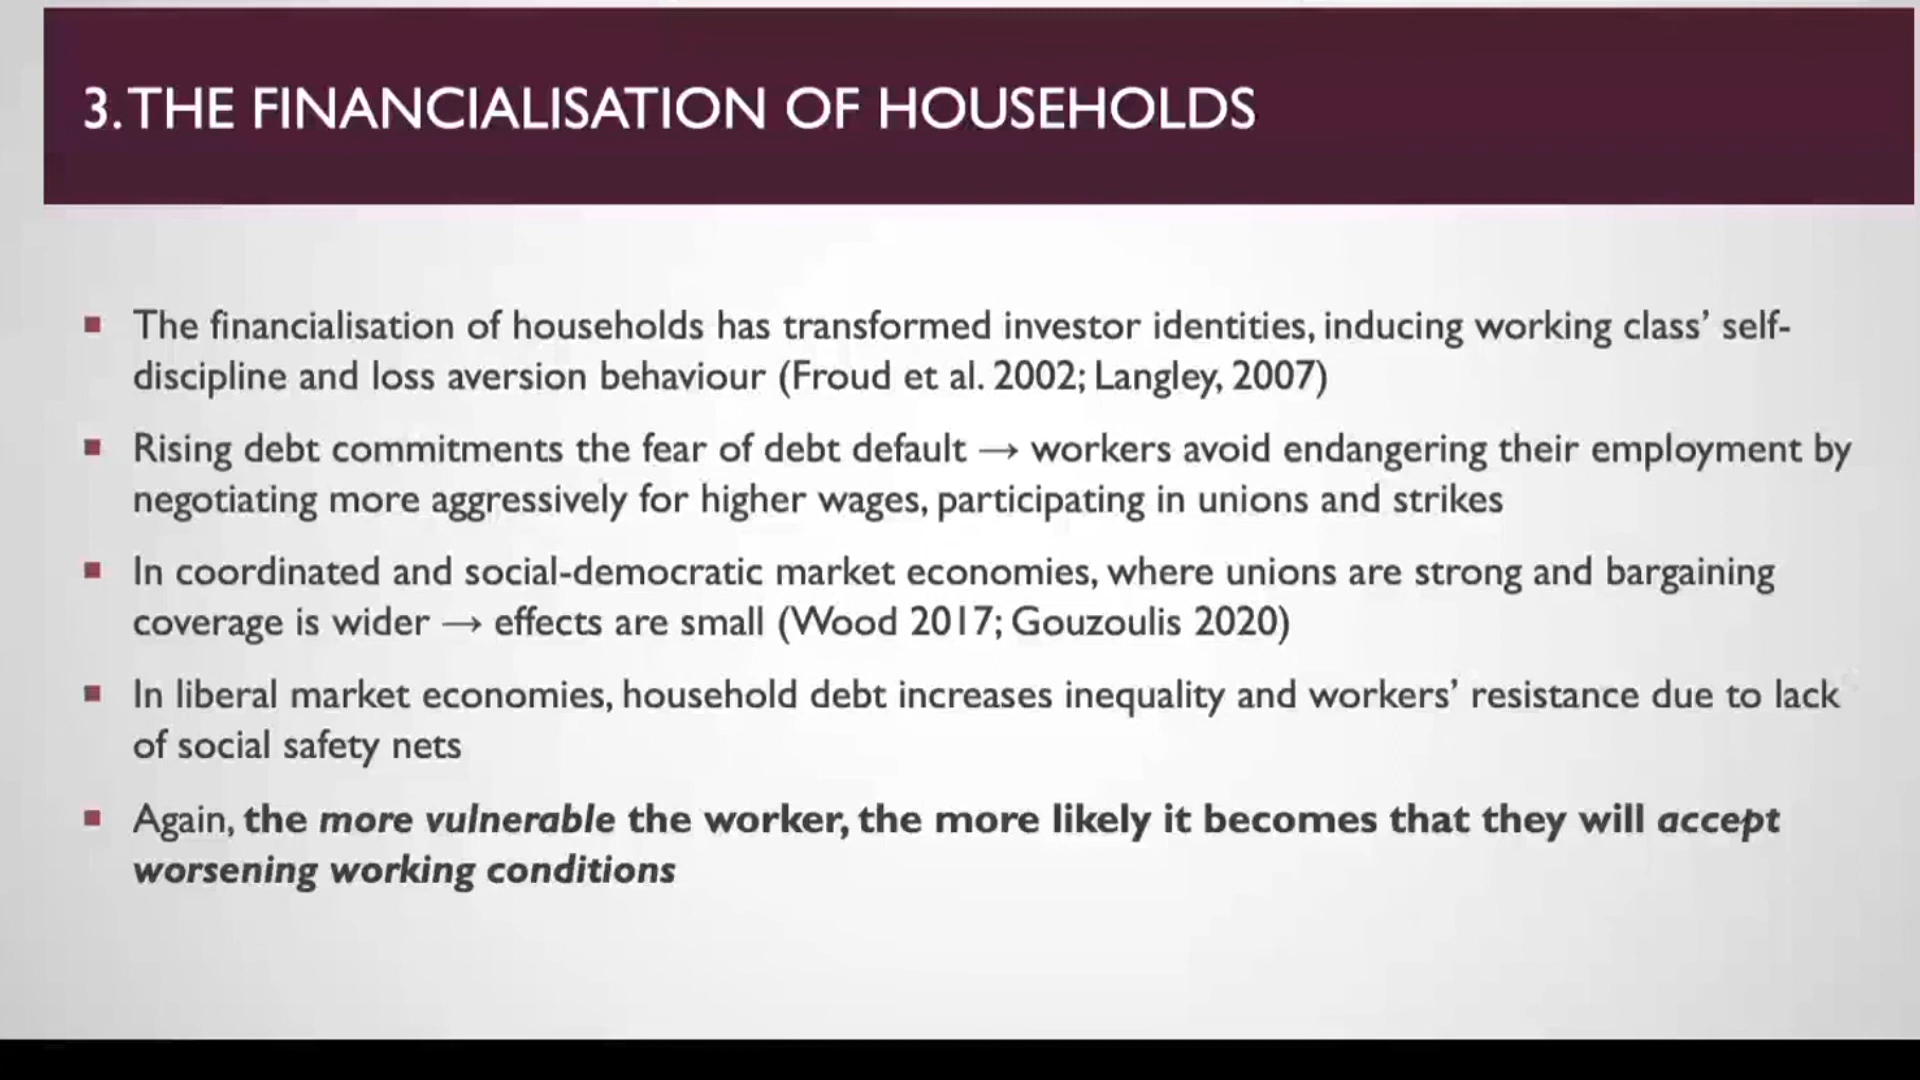 3. THE FINANCIALISATION OF HOUSEHOLDS
▪ The financialisation of households has transformed investor identities, inducing working class’ self-
discipline and loss aversion behaviour (Froud et al. 2002; Langley, 2007)
▪ Rising debt commitments the fear of debt default → workers avoid endangering their employment by
negotiating more aggressively for higher wages, participating in unions and strikes
▪ In coordinated and social-democratic market economies, where unions are strong and bargaining
coverage is wider → effects are small (Wood 2017; Gouzoulis 2020)
▪ In liberal market economies, household debt increases inequality and workers’ resistance due to lack
of social safety nets
▪ Again, the more vulnerable the worker, the more likely it becomes that they will accept
worsening working conditions